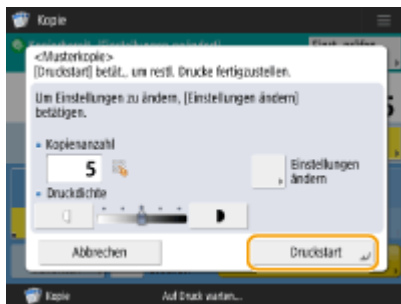 Kopie
<Musterkopie>
[Druckstart] betät., um restl. Drucke fertigzustellen.
Um Einstellungen zu ändern, [Einstellungen ändern]
betätigen.
Kopienanzahl
5
Einstellungen
ändern
Druckdichte
Abbrechen
Druckstart
Kopie
Auf Druck warten...